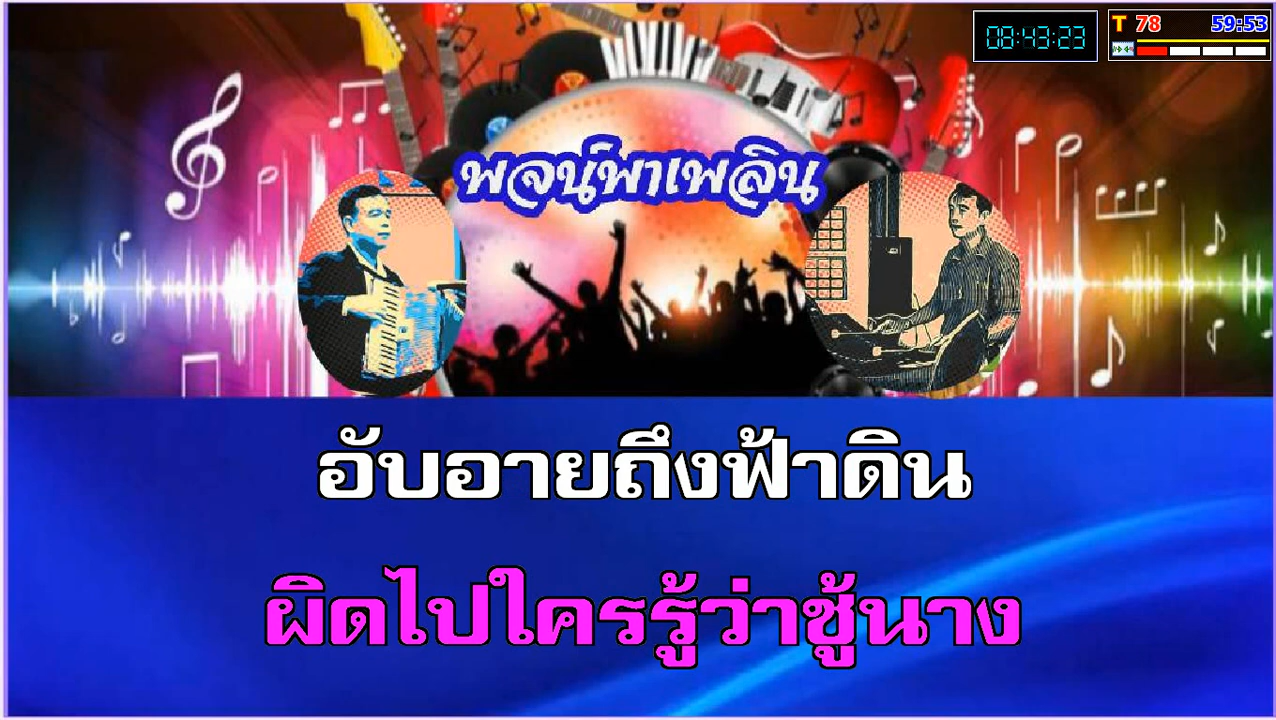 08:43:23
T 78 59:53
พจน์พาเพลิน
อับอายถึงฟ้าดิน
ผิดไปใครรู้ว่าชู้นาง